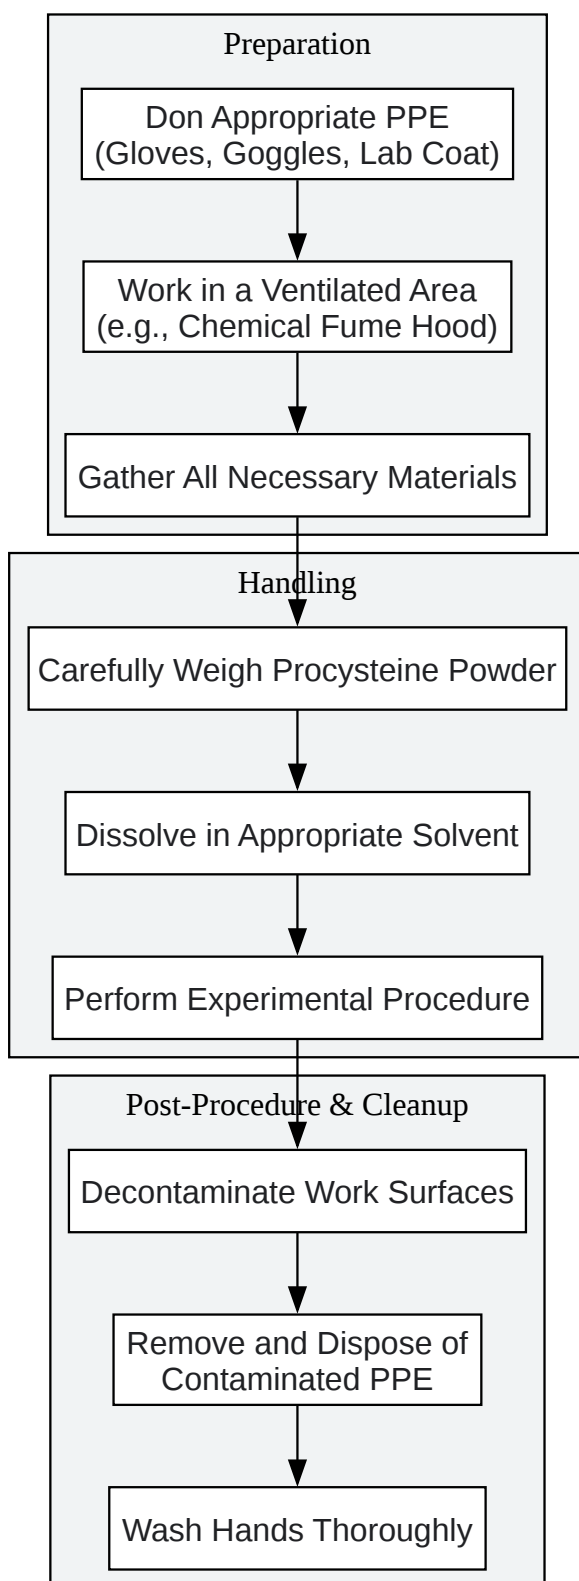 Preparation
Don Appropriate PPE
(Gloves, Goggles, Lab Coat)
Work in a Ventilated Area
(e.g., Chemical Fume Hood)
Gather All Necessary Materials
Handling
Carefully Weigh Procysteine Powder
Dissolve in Appropriate Solvent
Perform Experimental Procedure
Post-Procedure & Cleanup
Decontaminate Work Surfaces
Remove and Dispose of
Contaminated PPE
Wash Hands Thoroughly